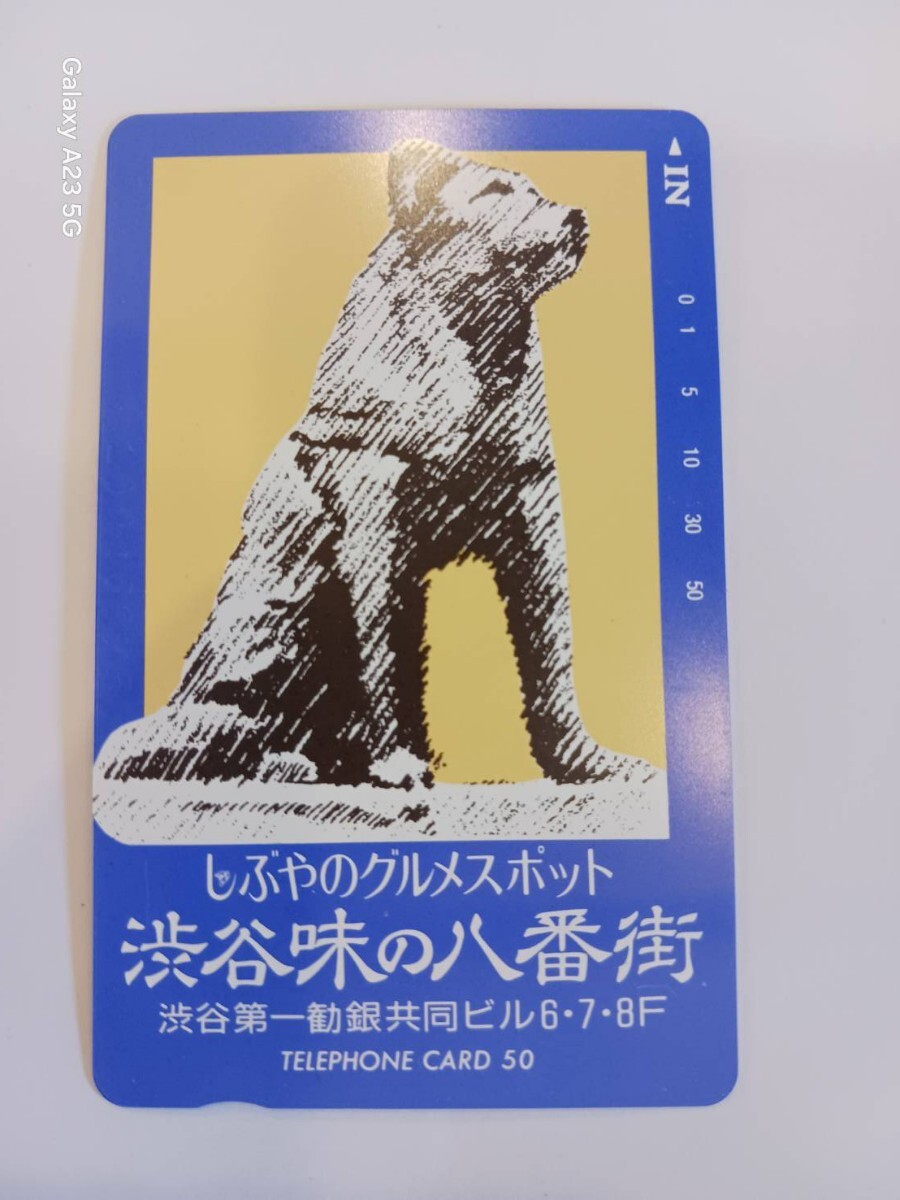 Galaxy A23 5G
◀IN
0 1 5 10 30 50
しぶやのグルメスポット
渋谷味の八番街
渋谷第一勧銀共同ビル6・7・8F
TELEPHONE CARD 50